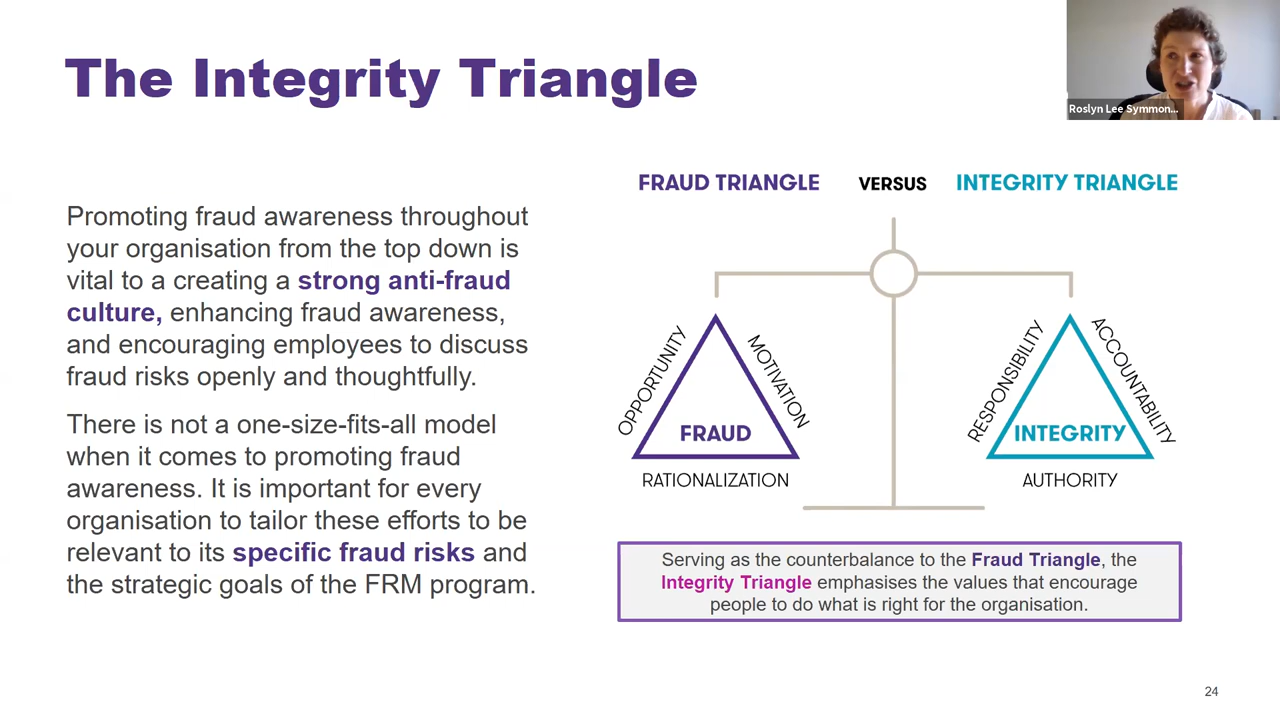 The Integrity Triangle
Roslyn Lee Symmon...
Promoting fraud awareness throughout
your organisation from the top down is
vital to a creating a strong anti-fraud
culture, enhancing fraud awareness,
and encouraging employees to discuss
fraud risks openly and thoughtfully.
There is not a one-size-fits-all model
when it comes to promoting fraud
awareness. It is important for every
organisation to tailor these efforts to be
relevant to its specific fraud risks and
the strategic goals of the FRM program.
FRAUD TRIANGLE VERSUS INTEGRITY TRIANGLE
OPPORTUNITY
MOTIVATION
FRAUD
RATIONALIZATION
RESPONSIBILITY
ACCOUNTABILITY
INTEGRITY
AUTHORITY
Serving as the counterbalance to the Fraud Triangle, the
Integrity Triangle emphasises the values that encourage
people to do what is right for the organisation.
24